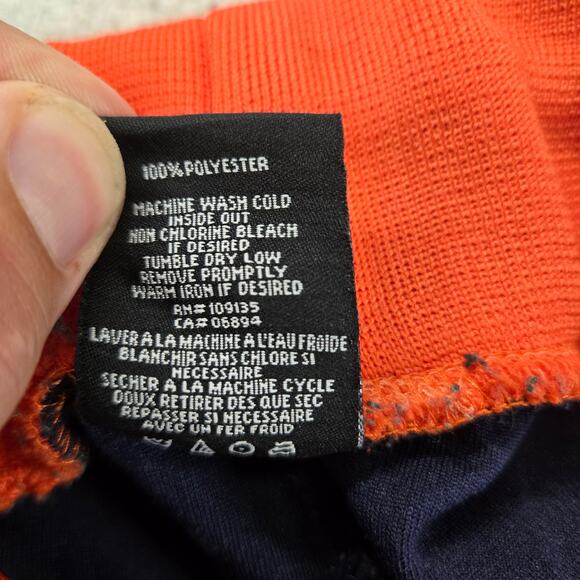 100% POLYESTER
MACHINE WASH COLD
INSIDE OUT
NON CHLORINE BLEACH
IF DESIRED
TUMBLE DRY LOW
REMOVE PROMPTLY
WARM IRON IF DESIRED
RN# 109135
CA# 06894
LAVER A LA MACHINE A L'EAU FROIDE
BLANCHIR SANS CHLORE SI
NECESSAIRE
SECHER A LA MACHINE CYCLE
DOUX RETIRER DES QUE SEC
REPASSER SI NECESSAIRE
AVEC UN FER FROID